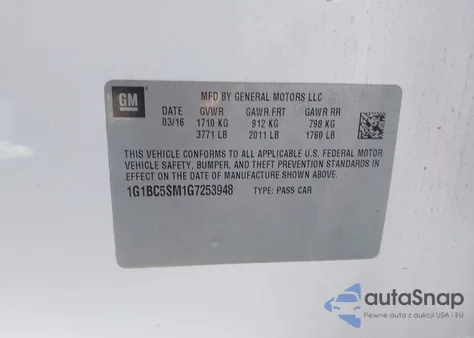 GM
MFD BY GENERAL MOTORS LLC
DATE GVWR GAWR FRT GAWR RR
03/16 1710 KG 912 KG 798 KG
3771 LB 2011 LB 1760 LB
THIS VEHICLE CONFORMS TO ALL APPLICABLE U.S. FEDERAL MOTOR
VEHICLE SAFETY, BUMPER, AND THEFT PREVENTION STANDARDS IN
EFFECT ON THE DATE OF MANUFACTURE SHOWN ABOVE.
1G1BC5SM1G7253948 TYPE: PASS CAR
autoSnap
Pewne auta z aukcji USA i EU